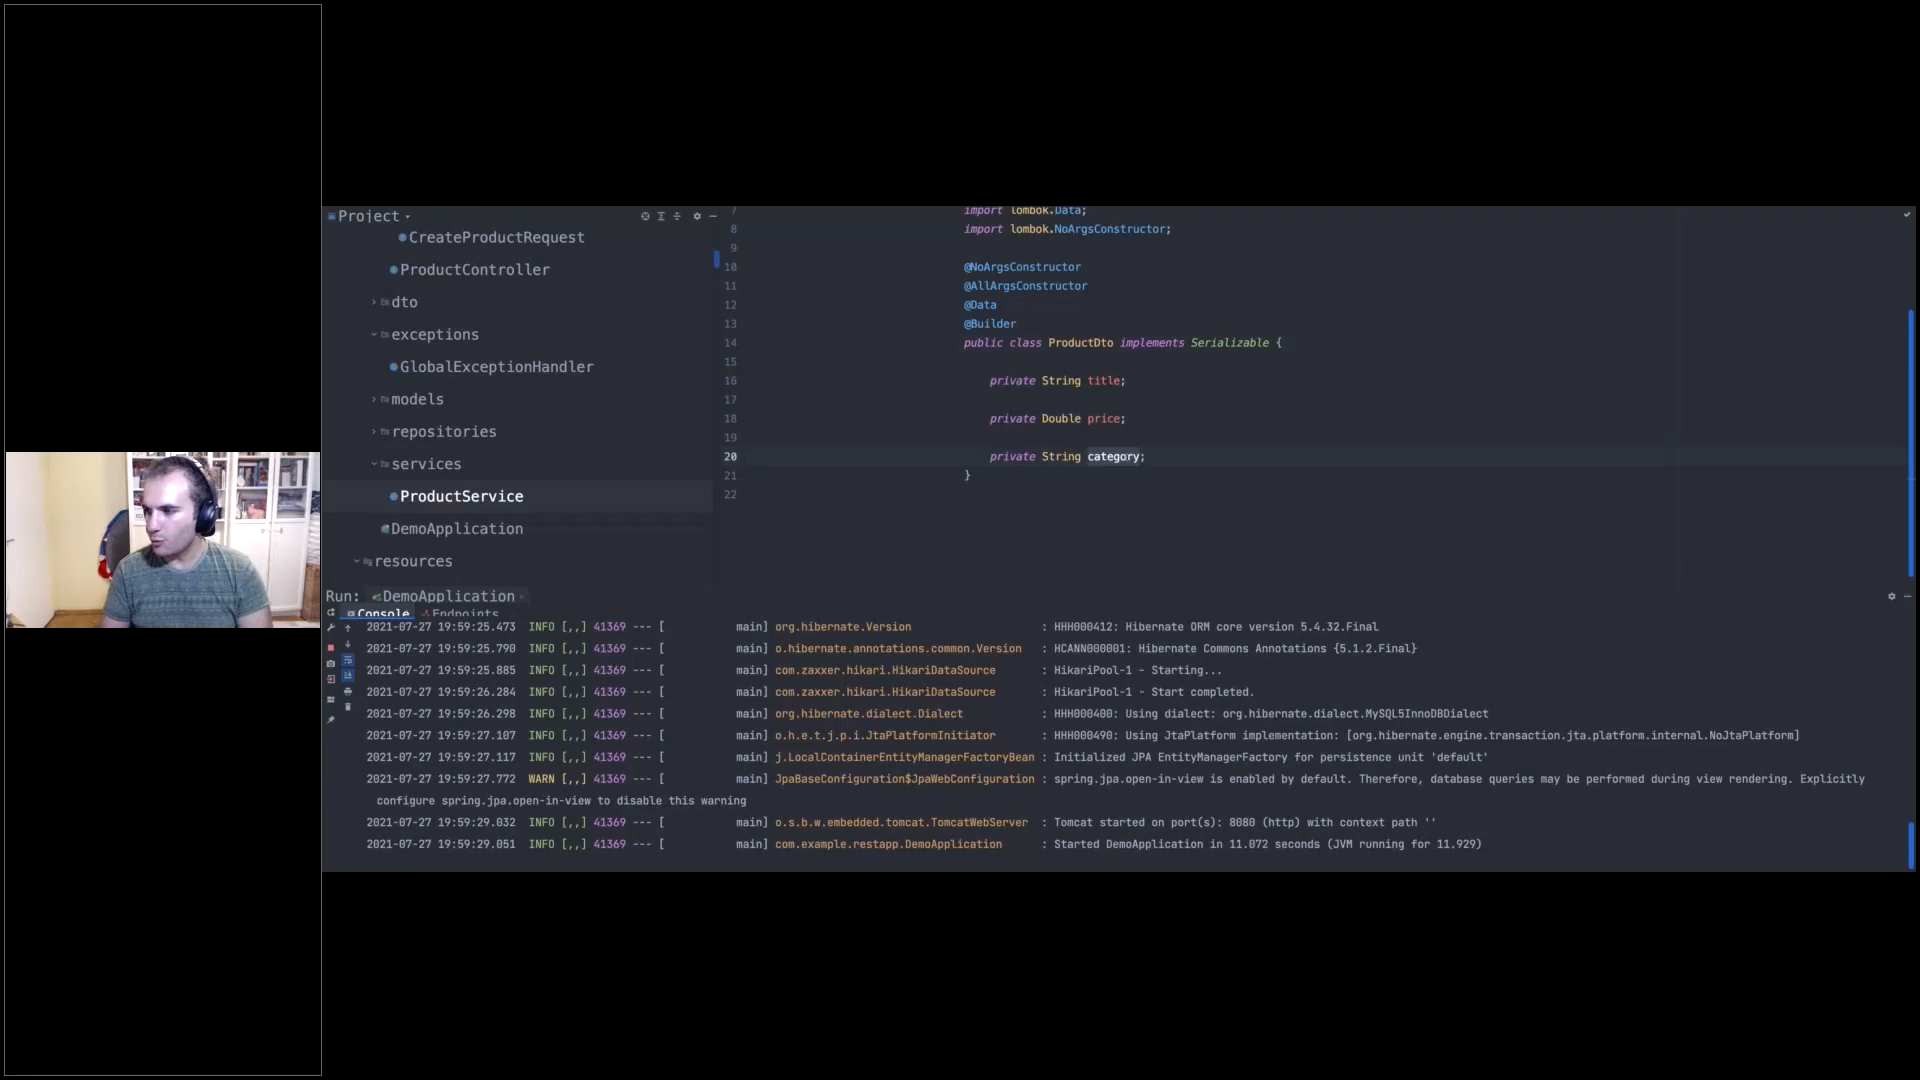 Project
CreateProductRequest
ProductController
dto
exceptions
GlobalExceptionHandler
models
repositories
services
ProductService
DemoApplication
resources
7 import lombok.Data;
8 import lombok.NoArgsConstructor;
9
10 @NoArgsConstructor
11 @AllArgsConstructor
12 @Data
13 @Builder
14 public class ProductDto implements Serializable {
15
16 private String title;
17
18 private Double price;
19
20 private String category;
21 }
22
Run: DemoApplication
Console Endpoints
2021-07-27 19:59:25.473 INFO [,,] 41369 --- [ main] org.hibernate.Version : HHH000412: Hibernate ORM core version 5.4.32.Final
2021-07-27 19:59:25.790 INFO [,,] 41369 --- [ main] o.hibernate.annotations.common.Version : HCANN000001: Hibernate Commons Annotations {5.1.2.Final}
2021-07-27 19:59:25.885 INFO [,,] 41369 --- [ main] com.zaxxer.hikari.HikariDataSource : HikariPool-1 - Starting...
2021-07-27 19:59:26.284 INFO [,,] 41369 --- [ main] com.zaxxer.hikari.HikariDataSource : HikariPool-1 - Start completed.
2021-07-27 19:59:26.298 INFO [,,] 41369 --- [ main] org.hibernate.dialect.Dialect : HHH000400: Using dialect: org.hibernate.dialect.MySQL5InnoDBDialect
2021-07-27 19:59:27.107 INFO [,,] 41369 --- [ main] o.h.e.t.j.p.i.JtaPlatformInitiator : HHH000490: Using JtaPlatform implementation: [org.hibernate.engine.transaction.jta.platform.internal.NoJtaPlatform]
2021-07-27 19:59:27.117 INFO [,,] 41369 --- [ main] j.LocalContainerEntityManagerFactoryBean : Initialized JPA EntityManagerFactory for persistence unit 'default'
2021-07-27 19:59:27.772 WARN [,,] 41369 --- [ main] JpaBaseConfiguration$JpaWebConfiguration : spring.jpa.open-in-view is enabled by default. Therefore, database queries may be performed during view rendering. Explicitly
configure spring.jpa.open-in-view to disable this warning
2021-07-27 19:59:29.032 INFO [,,] 41369 --- [ main] o.s.b.w.embedded.tomcat.TomcatWebServer : Tomcat started on port(s): 8080 (http) with context path ''
2021-07-27 19:59:29.051 INFO [,,] 41369 --- [ main] com.example.restapp.DemoApplication : Started DemoApplication in 11.072 seconds (JVM running for 11.929)